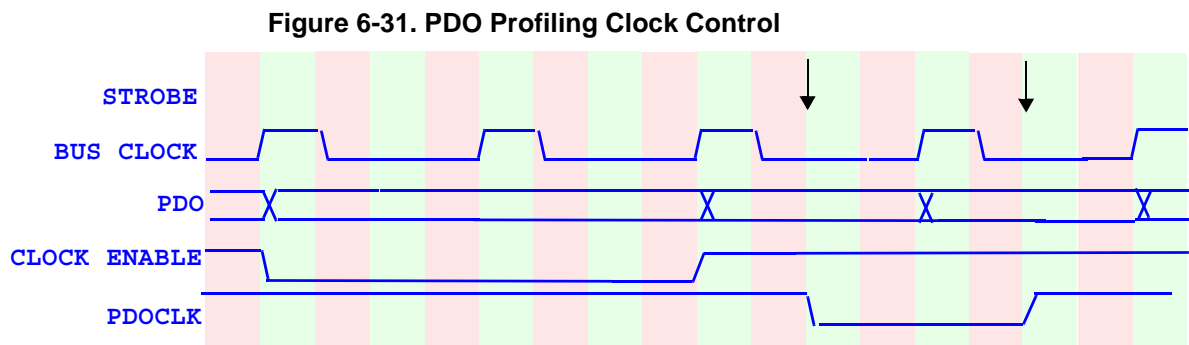 Figure 6-31. PDO Profiling Clock Control
STROBE
BUS CLOCK
PDO
CLOCK ENABLE
PDOCLK